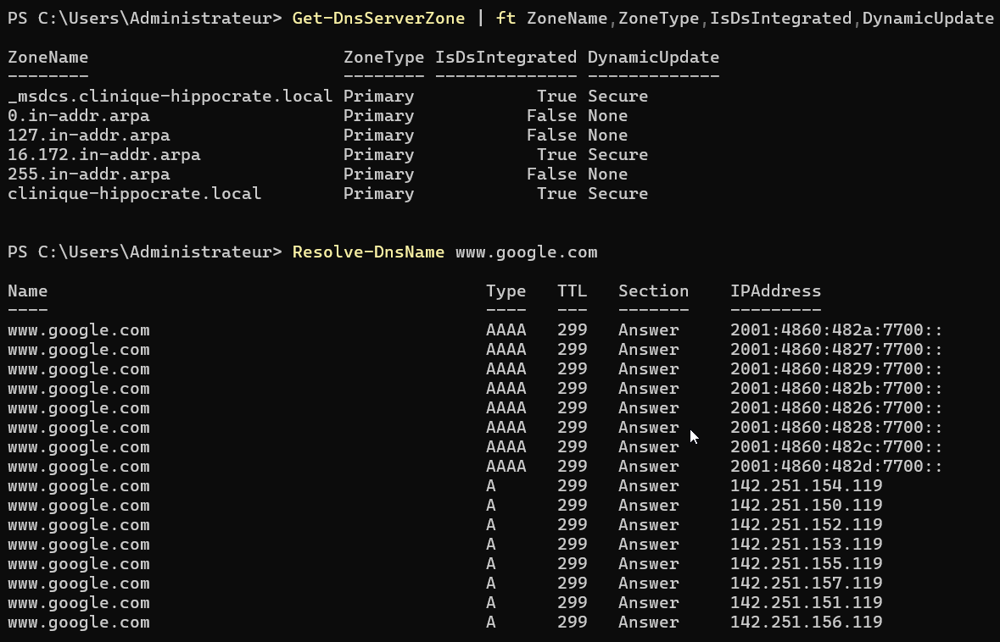 PS C:\Users\Administrateur> Get-DnsServerZone | ft ZoneName,ZoneType,IsDsIntegrated,DynamicUpdate
ZoneName ZoneType IsDsIntegrated DynamicUpdate
-------- -------- -------------- -------------
_msdcs.clinique-hippocrate.local Primary True Secure
0.in-addr.arpa Primary False None
127.in-addr.arpa Primary False None
16.172.in-addr.arpa Primary True Secure
255.in-addr.arpa Primary False None
clinique-hippocrate.local Primary True Secure
PS C:\Users\Administrateur> Resolve-DnsName www.google.com
Name Type TTL Section IPAddress
---- ---- --- ------- ---------
www.google.com AAAA 299 Answer 2001:4860:482a:7700::
www.google.com AAAA 299 Answer 2001:4860:4827:7700::
www.google.com AAAA 299 Answer 2001:4860:4829:7700::
www.google.com AAAA 299 Answer 2001:4860:482b:7700::
www.google.com AAAA 299 Answer 2001:4860:4826:7700::
www.google.com AAAA 299 Answer 2001:4860:4828:7700::
www.google.com AAAA 299 Answer 2001:4860:482c:7700::
www.google.com AAAA 299 Answer 2001:4860:482d:7700::
www.google.com A 299 Answer 142.251.154.119
www.google.com A 299 Answer 142.251.150.119
www.google.com A 299 Answer 142.251.152.119
www.google.com A 299 Answer 142.251.153.119
www.google.com A 299 Answer 142.251.155.119
www.google.com A 299 Answer 142.251.157.119
www.google.com A 299 Answer 142.251.151.119
www.google.com A 299 Answer 142.251.156.119